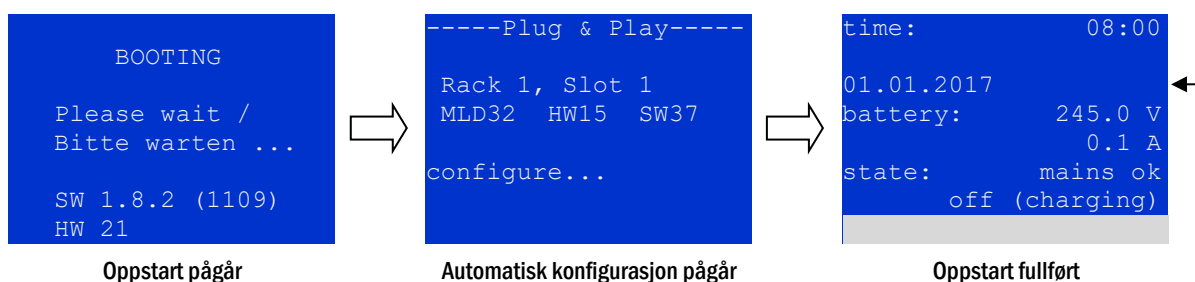 BOOTING
Please wait /
Bitte warten ...
SW 1.8.2 (1109)
HW 21
Oppstart pågår
-----Plug & Play-----
Rack 1, Slot 1
MLD32 HW15 SW37
configure...
Automatisk konfigurasjon pågår
time: 08:00
01.01.2017
battery: 245.0 V
0.1 A
state: mains ok
off (charging)
Oppstart fullført